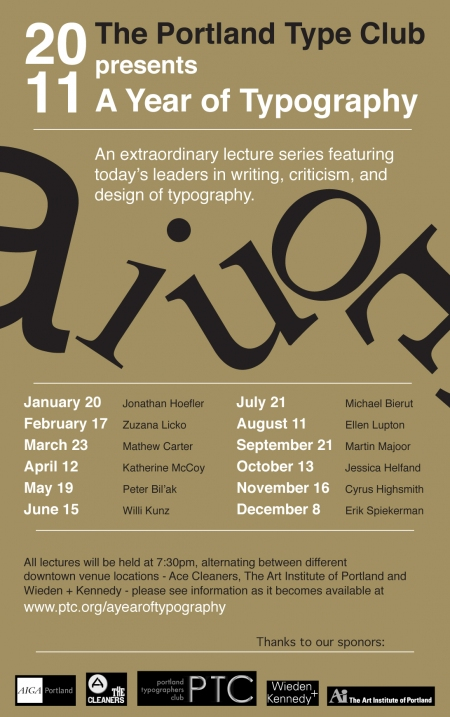 2011
The Portland Type Club
presents
A Year of Typography
An extraordinary lecture series featuring
today's leaders in writing, criticism, and
design of typography.
a i u o r
January 20 Jonathan Hoefler
February 17 Zuzana Licko
March 23 Mathew Carter
April 12 Katherine McCoy
May 19 Peter Bil'ak
June 15 Willi Kunz
July 21 Michael Bierut
August 11 Ellen Lupton
September 21 Martin Majoor
October 13 Jessica Helfand
November 16 Cyrus Highsmith
December 8 Erik Spiekerman
All lectures will be held at 7:30pm, alternating between different
downtown venue locations - Ace Cleaners, The Art Institute of Portland and
Wieden + Kennedy - please see information as it becomes available at
www.ptc.org/ayearoftypography
Thanks to our sponors:
AIGA Portland
A THE CLEANERS
portland typographers club PTC
Wieden Kennedy+
Ai The Art Institute of Portland